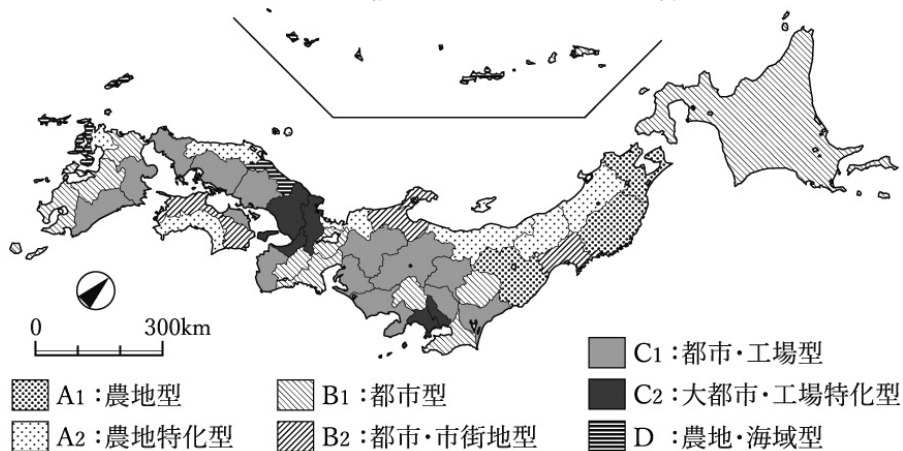 0
300km
A1:農地型
A2:農地特化型
B1:都市型
B2:都市・市街地型
C1:都市・工場型
C2:大都市・工場特化型
D:農地・海域型